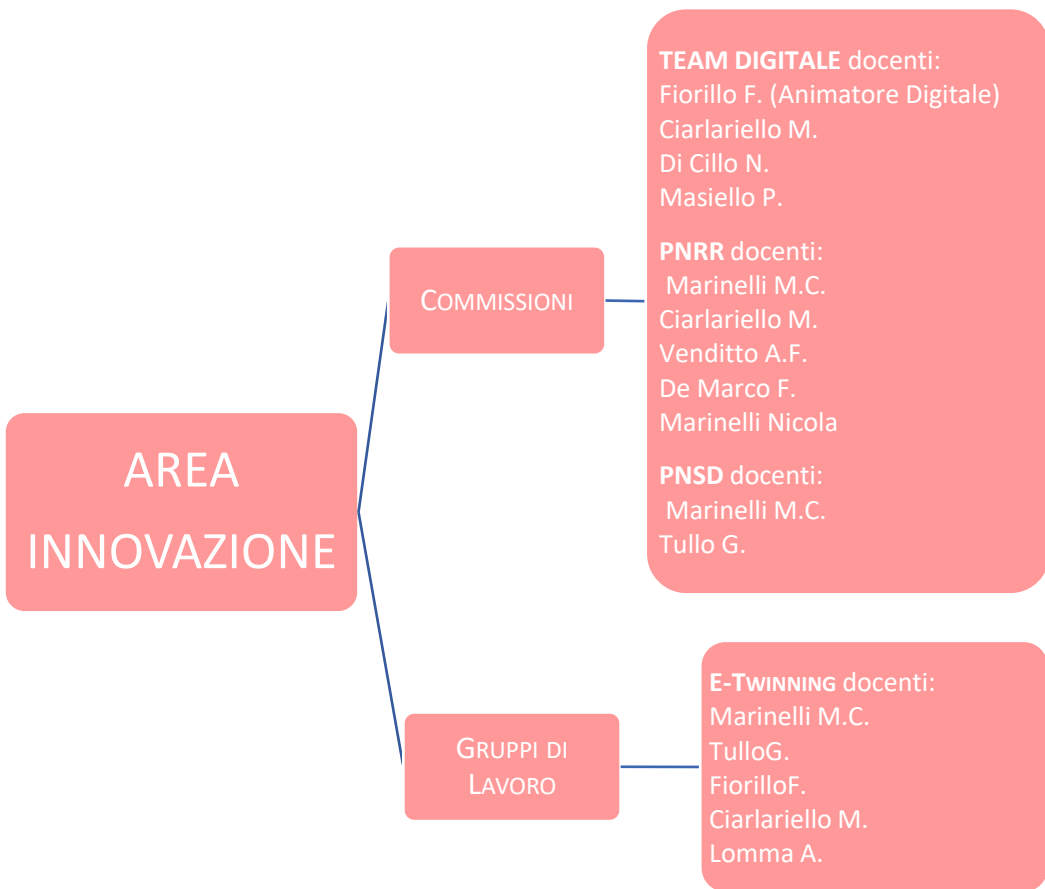 AREA
INNOVAZIONE
COMMISSIONI
TEAM DIGITALE docenti:
Fiorillo F. (Animatore Digitale)
Ciarlariello M.
Di Cillo N.
Masiello P.
PNRR docenti:
Marinelli M.C.
Ciarlariello M.
Venditto A.F.
De Marco F.
Marinelli Nicola
PNSD docenti:
Marinelli M.C.
Tullo G.
GRUPPI DI
LAVORO
E-TWINNING docenti:
Marinelli M.C.
TulloG.
FiorilloF.
Ciarlariello M.
Lomma A.